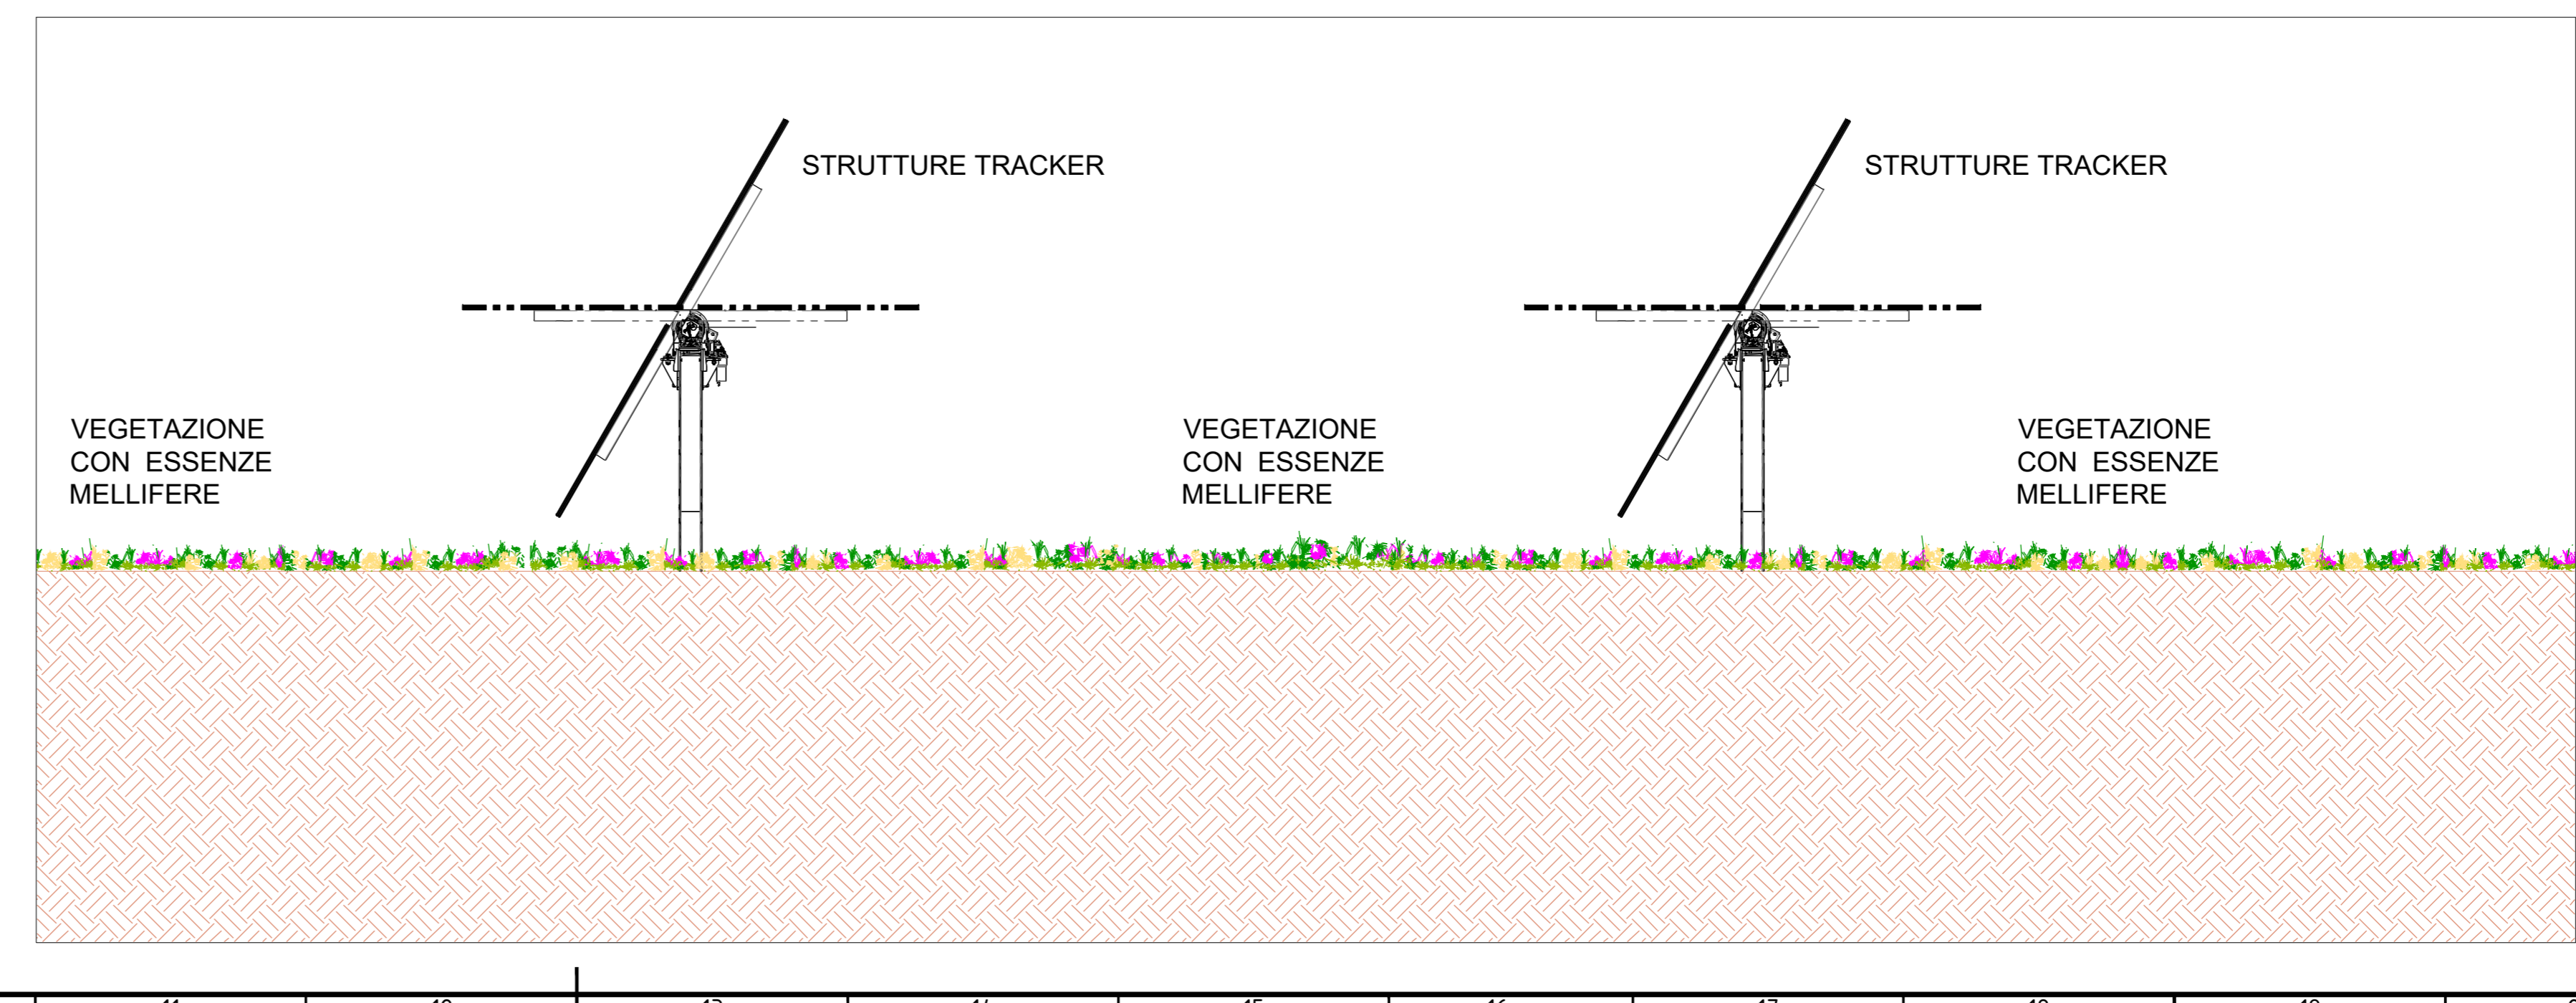 STRUTTURE TRACKER
STRUTTURE TRACKER
VEGETAZIONE
CON ESSENZE
MELLIFERE
VEGETAZIONE
CON ESSENZE
MELLIFERE
VEGETAZIONE
CON ESSENZE
MELLIFERE